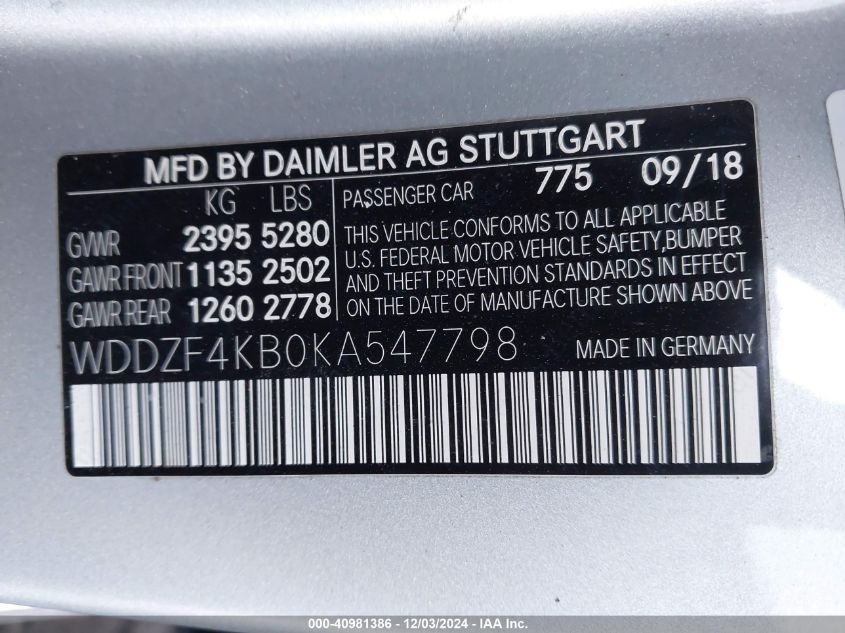 MFD BY DAIMLER AG STUTTGART
KG LBS
GVWR 2395 5280
GAWR FRONT 1135 2502
GAWR REAR 1260 2778
PASSENGER CAR 775 09/18
THIS VEHICLE CONFORMS TO ALL APPLICABLE
U.S. FEDERAL MOTOR VEHICLE SAFETY,BUMPER
AND THEFT PREVENTION STANDARDS IN EFFECT
ON THE DATE OF MANUFACTURE SHOWN ABOVE
WDDZF4KB0KA547798 MADE IN GERMANY
000-40981386 - 12/03/2024 - IAA Inc.